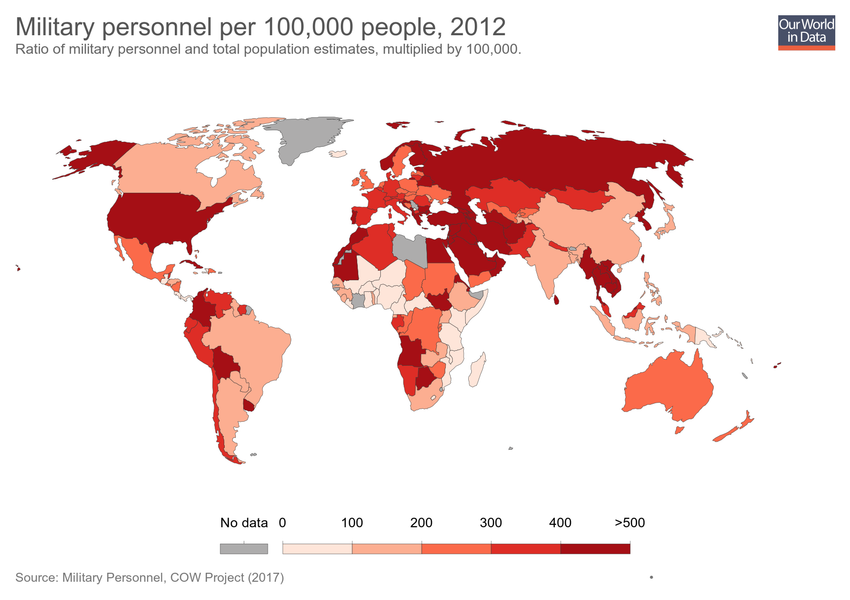 Military personnel per 100,000 people, 2012
Our World
in Data
Ratio of military personnel and total population estimates, multiplied by 100,000.
No data 0 100 200 300 400 >500
Source: Military Personnel, COW Project (2017)